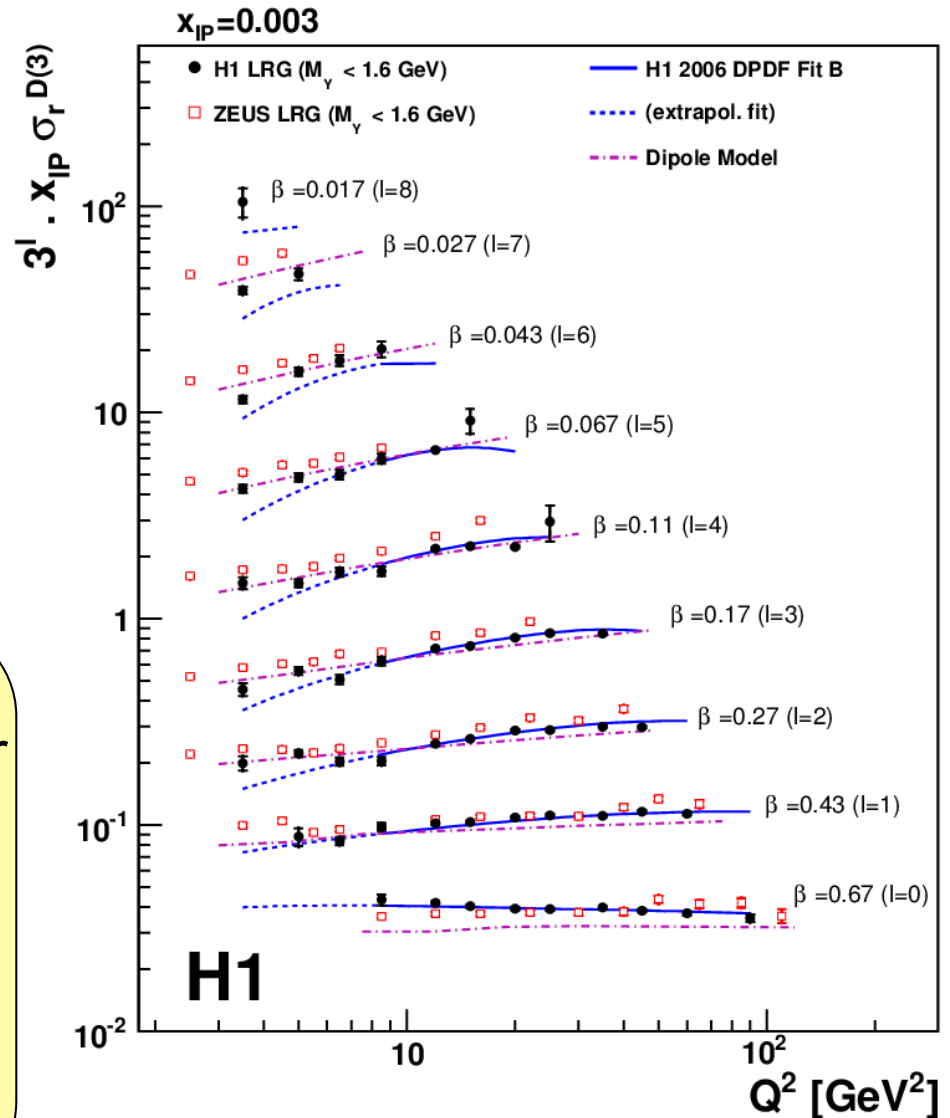 x_IP=0.003
3^l · x_IP σ_r^D(3)
H1 LRG (M_Y < 1.6 GeV)
ZEUS LRG (M_Y < 1.6 GeV)
H1 2006 DPDF Fit B
(extrapol. fit)
Dipole Model
β =0.017 (l=8)
β =0.027 (l=7)
β =0.043 (l=6)
β =0.067 (l=5)
β =0.11 (l=4)
β =0.17 (l=3)
β =0.27 (l=2)
β =0.43 (l=1)
β =0.67 (l=0)
10^2
10
1
10^-1
10^-2
H1
10
10^2
Q^2 [GeV^2]